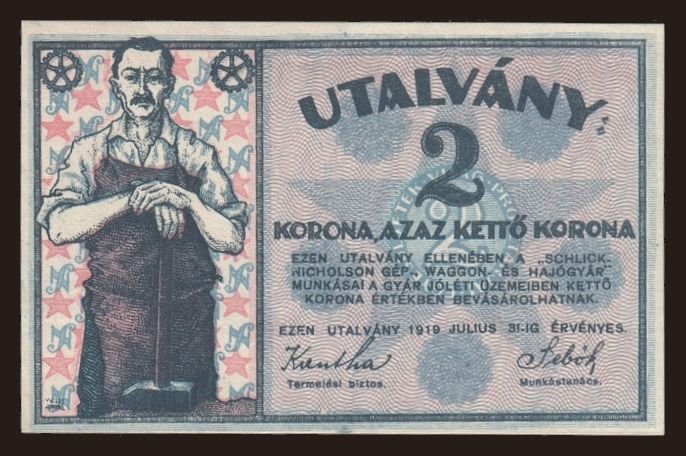 UTALVÁNY:
2
KORONA, AZAZ KETTŐ KORONA
EZEN UTALVÁNY ELLENÉBEN A „SCHLICK-
NICHOLSON GÉP-, WAGGON- ÉS HAJÓGYÁR”
MUNKÁSAI A GYÁR JÓLÉTI ÜZEMEIBEN KETTŐ
KORONA ÉRTÉKBEN BEVÁSÁROLHATNAK.
EZEN UTALVÁNY 1919 JULIUS 31-IG ÉRVÉNYES.
Sebők
Termelési biztos.
Munkástanács.